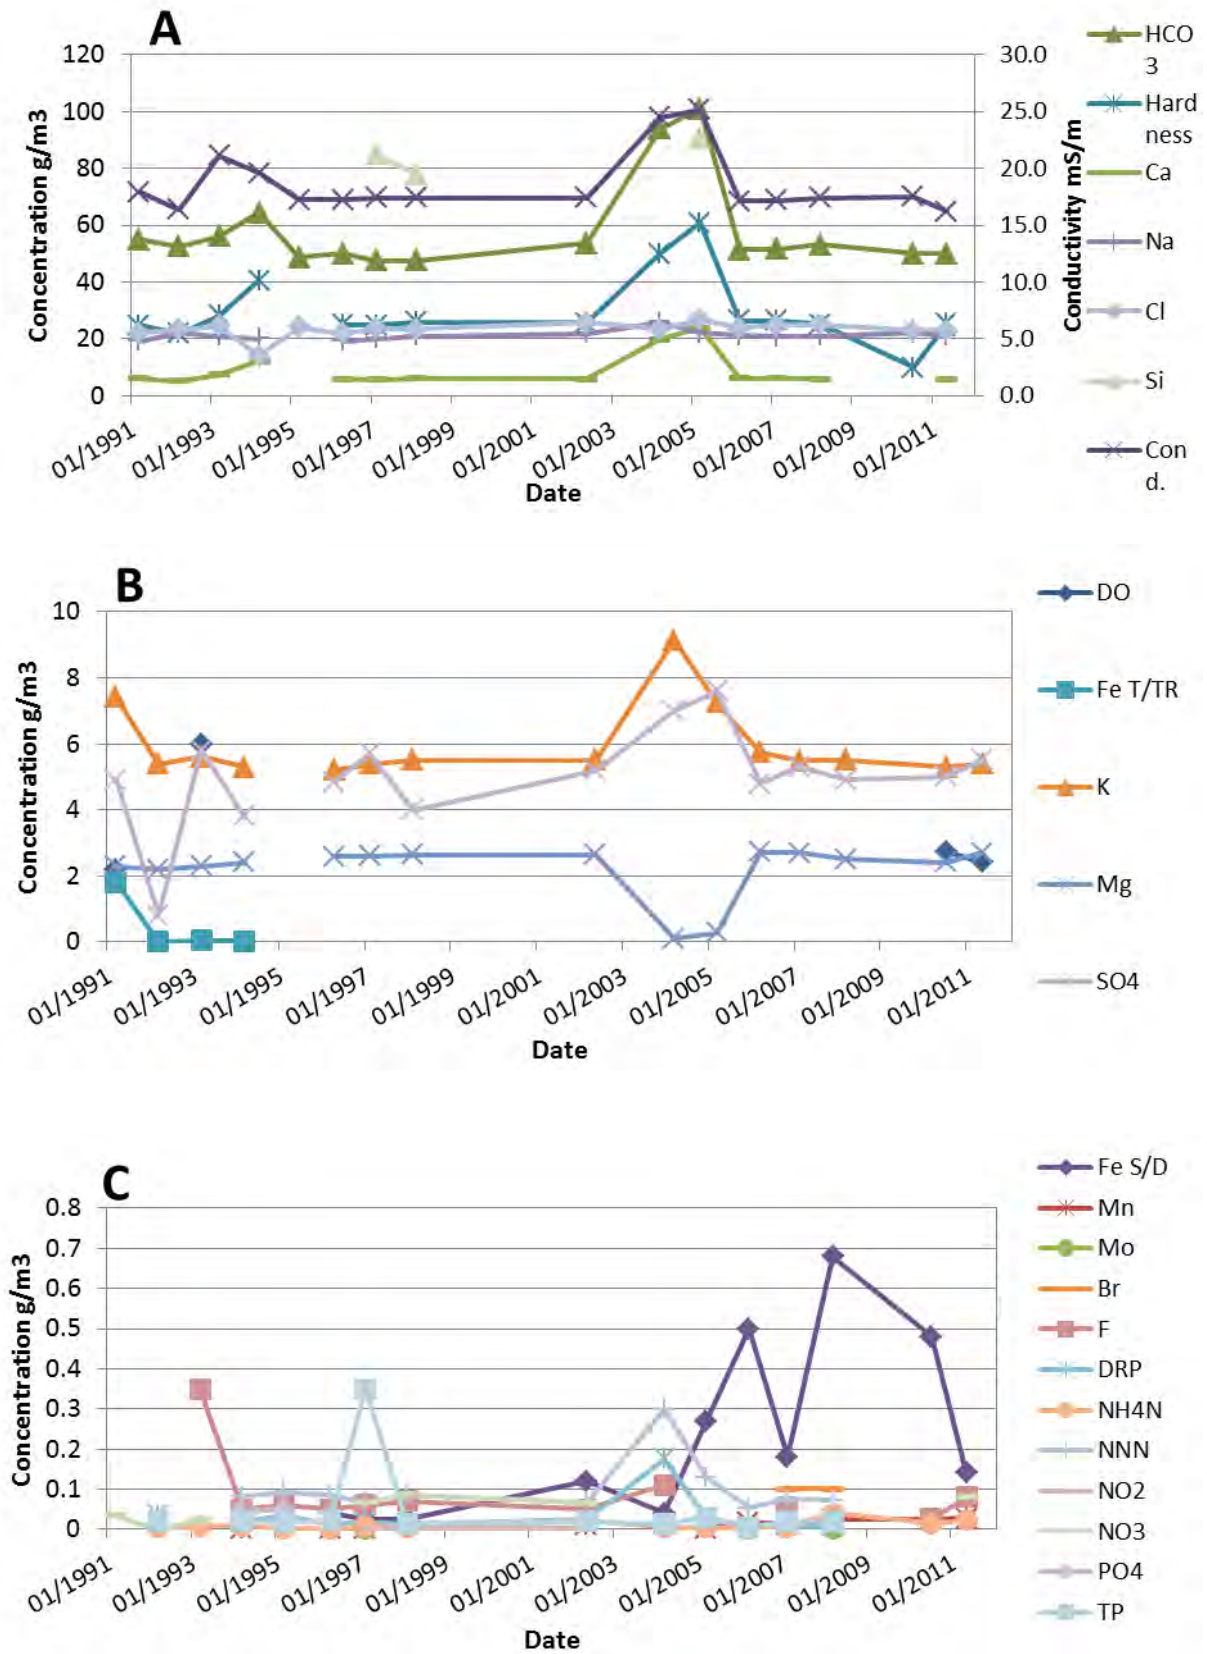 A
120
100
80
60
40
20
0
Concentration g/m3
30.0
25.0
20.0
15.0
10.0
5.0
0.0
Conductivity mS/m
01/1991
01/1993
01/1995
01/1997
01/1999
01/2001
01/2003
01/2005
01/2007
01/2009
01/2011
Date
HCO
3
Hard
ness
Ca
Na
Cl
Si
Con
d.
B
10
8
6
4
2
0
Concentration g/m3
01/1991
01/1993
01/1995
01/1997
01/1999
01/2001
01/2003
01/2005
01/2007
01/2009
01/2011
Date
DO
Fe T/TR
K
Mg
SO4
C
0.8
0.7
0.6
0.5
0.4
0.3
0.2
0.1
0
Concentration g/m3
01/1991
01/1993
01/1995
01/1997
01/1999
01/2001
01/2003
01/2005
01/2007
01/2009
01/2011
Date
Fe S/D
Mn
Mo
Br
F
DRP
NH4N
NNN
NO2
NO3
PO4
TP